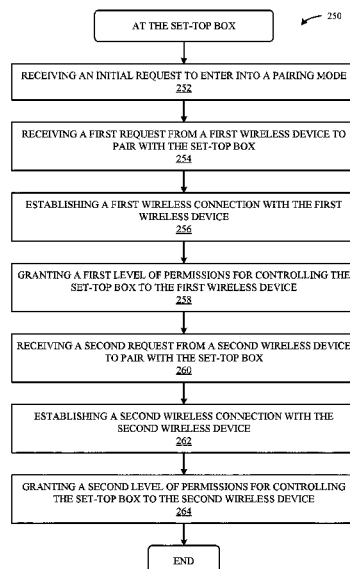 AT THE SET-TOP BOX
250
RECEIVING AN INITIAL REQUEST TO ENTER INTO A PAIRING MODE
252
RECEIVING A FIRST REQUEST FROM A FIRST WIRELESS DEVICE TO
PAIR WITH THE SET-TOP BOX
254
ESTABLISHING A FIRST WIRELESS CONNECTION WITH THE FIRST
WIRELESS DEVICE
256
GRANTING A FIRST LEVEL OF PERMISSIONS FOR CONTROLLING THE
SET-TOP BOX TO THE FIRST WIRELESS DEVICE
258
RECEIVING A SECOND REQUEST FROM A SECOND WIRELESS DEVICE
TO PAIR WITH THE SET-TOP BOX
260
ESTABLISHING A SECOND WIRELESS CONNECTION WITH THE
SECOND WIRELESS DEVICE
262
GRANTING A SECOND LEVEL OF PERMISSIONS FOR CONTROLLING
THE SET-TOP BOX TO THE SECOND WIRELESS DEVICE
264
END